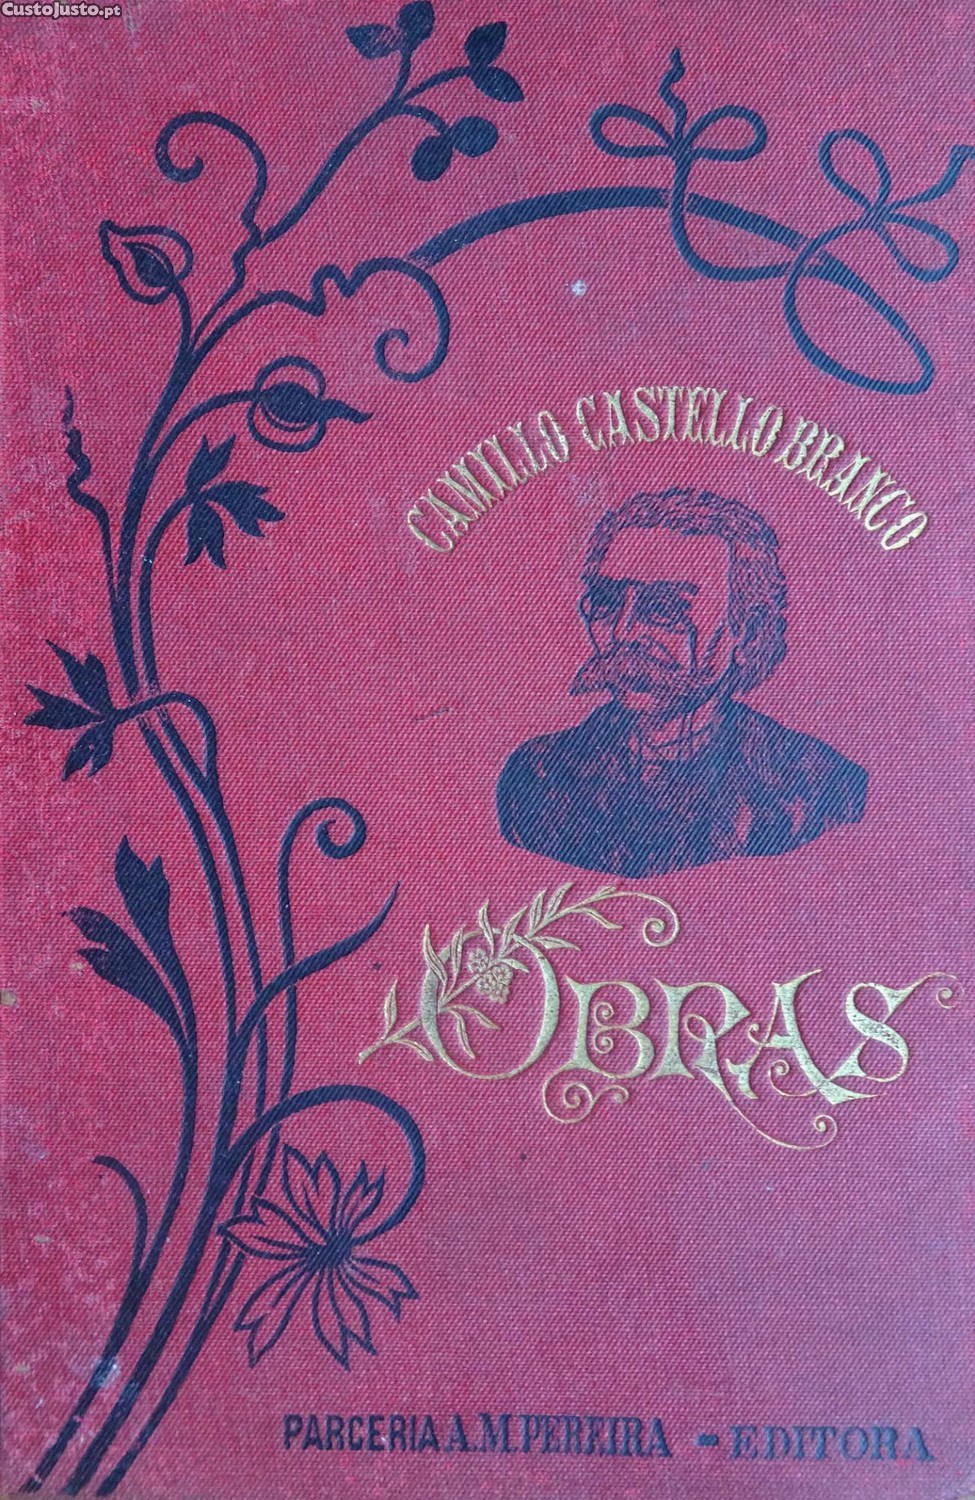 CustoJusto.pt
CAMILLO CASTELLO BRANCO
OBRAS
PARCERIA A. M. PEREIRA - EDITORA